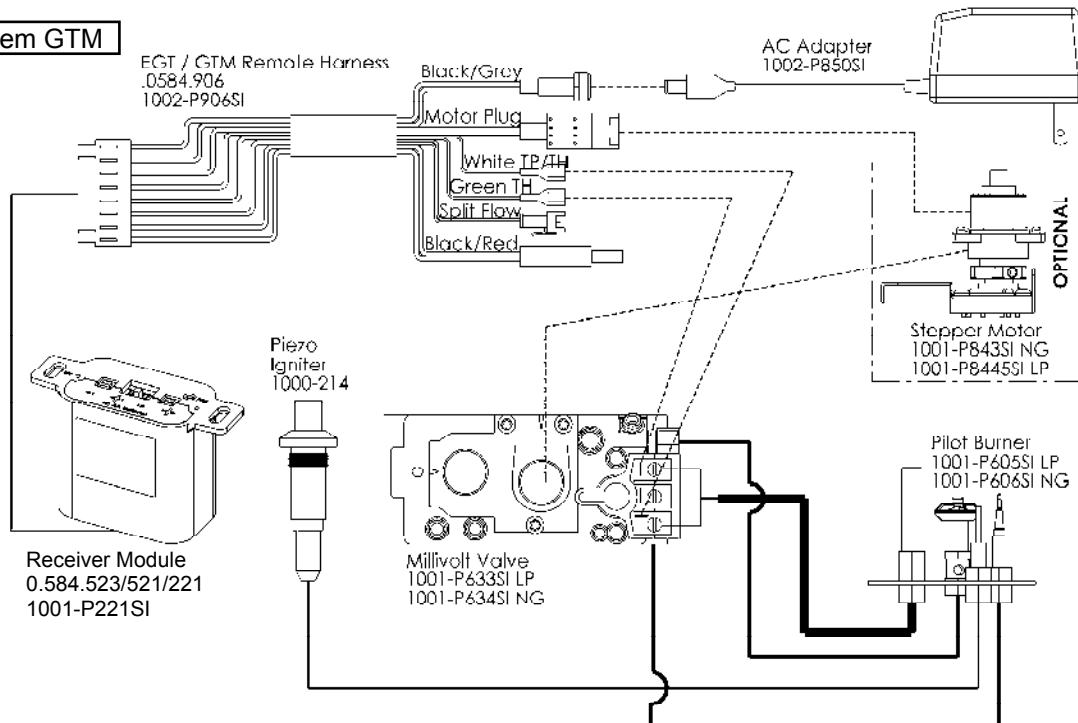 em GTM
EGT / GTM Remote Harness
.0584.906
1002-P906SI
Black/Grey
AC Adapter
1002-P850SI
Motor Plug
White TP/TH
Green TH
Split Flow
E
Black/Red
OPTIONAL
Stepper Motor
1001-P843SI NG
1001-P8445SI LP
Piezo
Igniter
1000-214
Pilot Burner
1001-P605SI LP
1001-P606SI NG
Receiver Module
0.584.523/521/221
1001-P221SI
Millivolt Valve
1001-P633SI LP
1001-P634SI NG